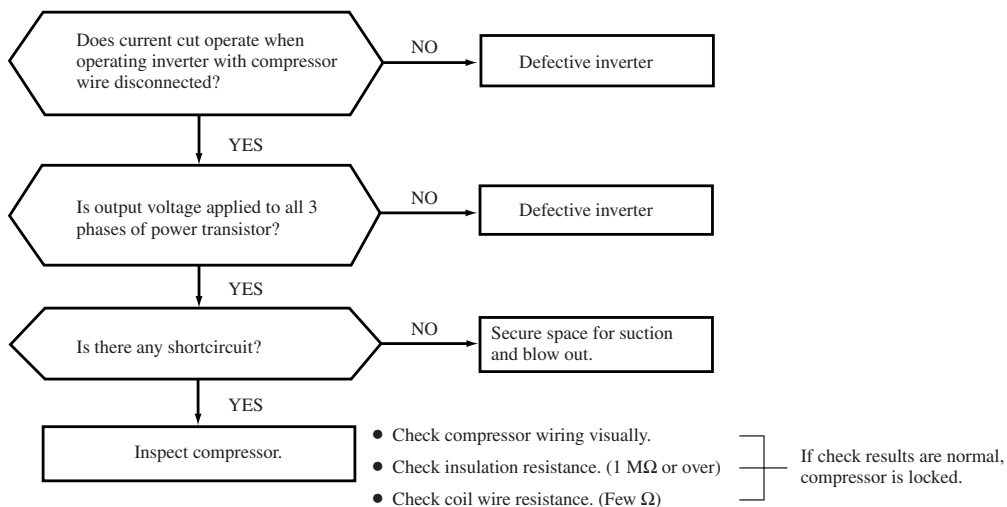 Does current cut operate when
operating inverter with compressor
wire disconnected?
NO
Defective inverter
YES
Is output voltage applied to all 3
phases of power transistor?
NO
Defective inverter
YES
Is there any shortcircuit?
NO
Secure space for suction
and blow out.
YES
Inspect compressor.
● Check compressor wiring visually.
● Check insulation resistance. (1 MΩ or over)
● Check coil wire resistance. (Few Ω)
If check results are normal,
compressor is locked.